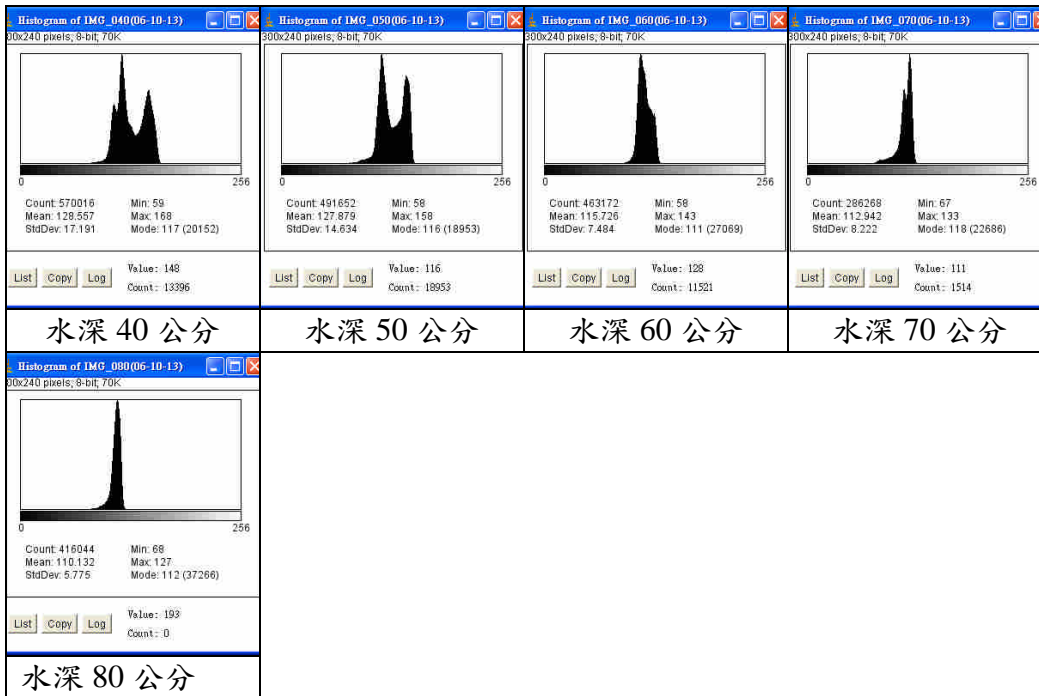 Histogram of IMG_040(06-10-13)
00x240 pixels; 8-bit; 70K
0 256
Count: 570016 Min: 59
Mean: 128.557 Max: 168
StdDev: 17.191 Mode: 117 (20152)
List Copy Log
Value: 148
Count: 13396
水深 40 公分
Histogram of IMG_050(06-10-13)
300x240 pixels; 8-bit; 70K
0 256
Count: 491652 Min: 58
Mean: 127.879 Max: 158
StdDev: 14.634 Mode: 116 (18953)
List Copy Log
Value: 116
Count: 18953
水深 50 公分
Histogram of IMG_060(06-10-13)
300x240 pixels; 8-bit; 70K
0 256
Count: 463172 Min: 58
Mean: 115.726 Max: 143
StdDev: 7.484 Mode: 111 (27069)
List Copy Log
Value: 128
Count: 11521
水深 60 公分
Histogram of IMG_070(06-10-13)
300x240 pixels; 8-bit; 70K
0 256
Count: 286268 Min: 67
Mean: 112.942 Max: 133
StdDev: 8.222 Mode: 118 (22686)
List Copy Log
Value: 111
Count: 1514
水深 70 公分
Histogram of IMG_080(06-10-13)
00x240 pixels; 8-bit; 70K
0 256
Count: 416044 Min: 68
Mean: 110.132 Max: 127
StdDev: 5.775 Mode: 112 (37266)
List Copy Log
Value: 193
Count: 0
水深 80 公分